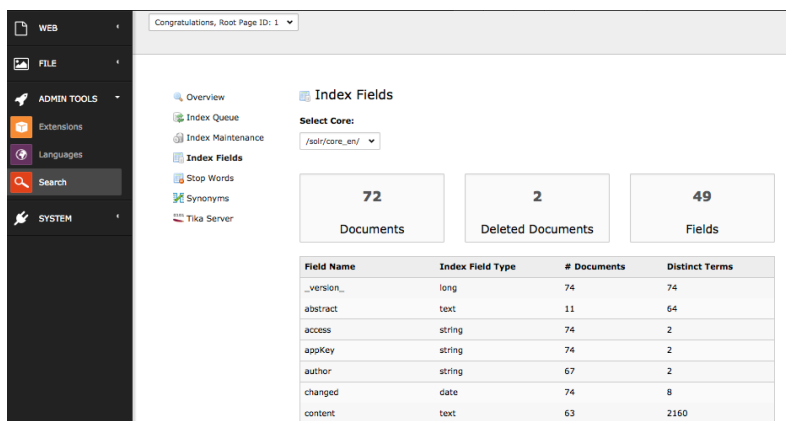 Congratulations, Root Page ID: 1
WEB
FILE
ADMIN TOOLS
Extensions
Languages
Search
SYSTEM
Overview
Index Queue
Index Maintenance
Index Fields
Stop Words
Synonyms
Tika Server
Index Fields
Select Core:
/solr/core_en/
72 2 49
Documents Deleted Documents Fields
Field Name Index Field Type # Documents Distinct Terms
_version_ long 74 74
abstract text 11 64
access string 74 2
appKey string 74 2
author string 67 2
changed date 74 8
content text 63 2160